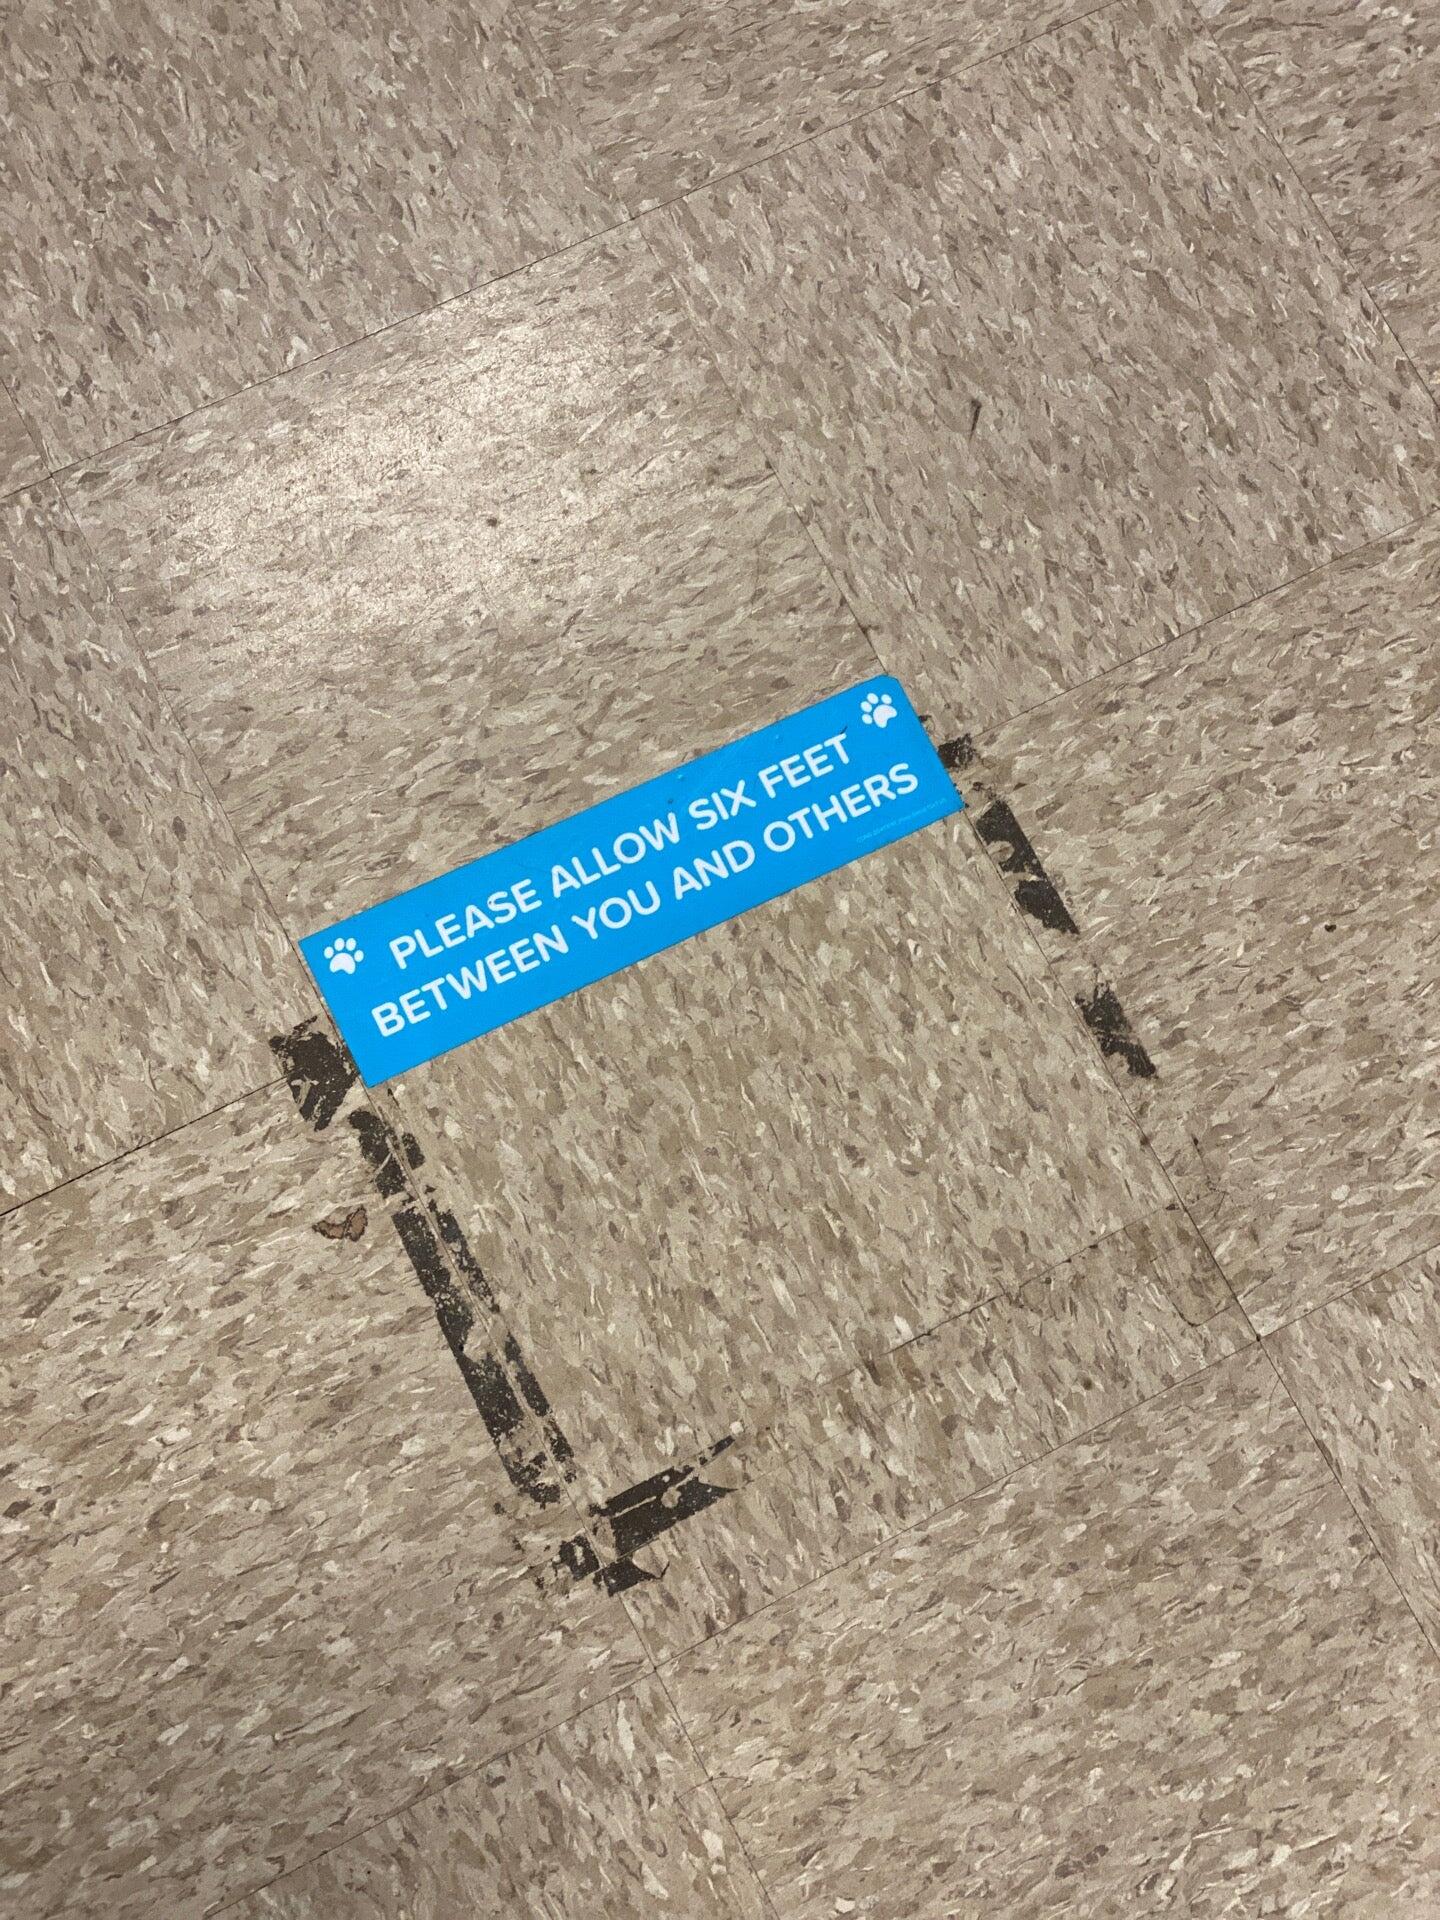 PLEASE ALLOW SIX FEET
BETWEEN YOU AND OTHERS